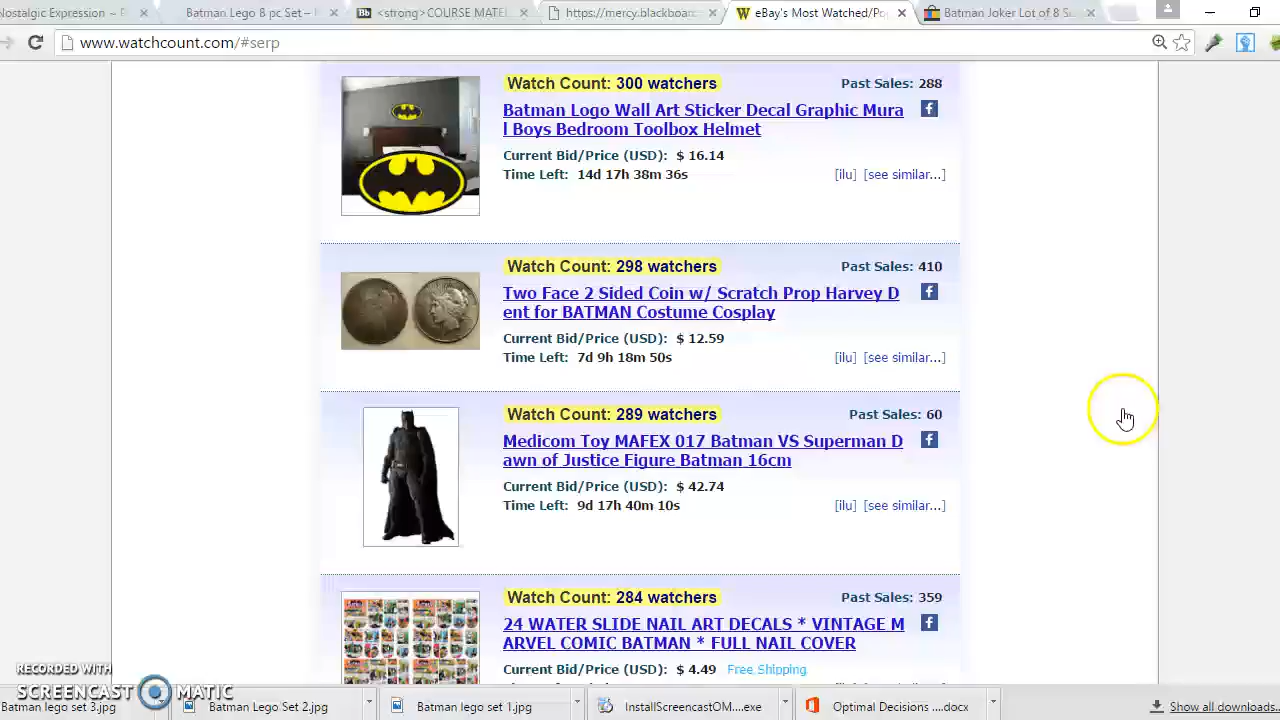 Nostalgic Expression –
Batman Lego 8 pc Set –
<strong>COURSE MATE
https://mercy.blackboar
eBay's Most Watched/Po
Batman Joker Lot of 8 S
www.watchcount.com/#serp
Watch Count: 300 watchers
Past Sales: 288
Batman Logo Wall Art Sticker Decal Graphic Mura
l Boys Bedroom Toolbox Helmet
Current Bid/Price (USD): $ 16.14
Time Left: 14d 17h 38m 36s
[ilu] [see similar...]
Watch Count: 298 watchers
Past Sales: 410
Two Face 2 Sided Coin w/ Scratch Prop Harvey D
ent for BATMAN Costume Cosplay
Current Bid/Price (USD): $ 12.59
Time Left: 7d 9h 18m 50s
[ilu] [see similar...]
Watch Count: 289 watchers
Past Sales: 60
Medicom Toy MAFEX 017 Batman VS Superman D
awn of Justice Figure Batman 16cm
Current Bid/Price (USD): $ 42.74
Time Left: 9d 17h 40m 10s
[ilu] [see similar...]
Watch Count: 284 watchers
Past Sales: 359
24 WATER SLIDE NAIL ART DECALS * VINTAGE M
ARVEL COMIC BATMAN * FULL NAIL COVER
Current Bid/Price (USD): $ 4.49 Free Shipping
RECORDED WITH
SCREENCAST MATIC
Batman lego set 3.jpg
Batman Lego Set 2.jpg
Batman lego set 1.jpg
InstallScreencastOM....exe
Optimal Decisions ....docx
Show all downloads...